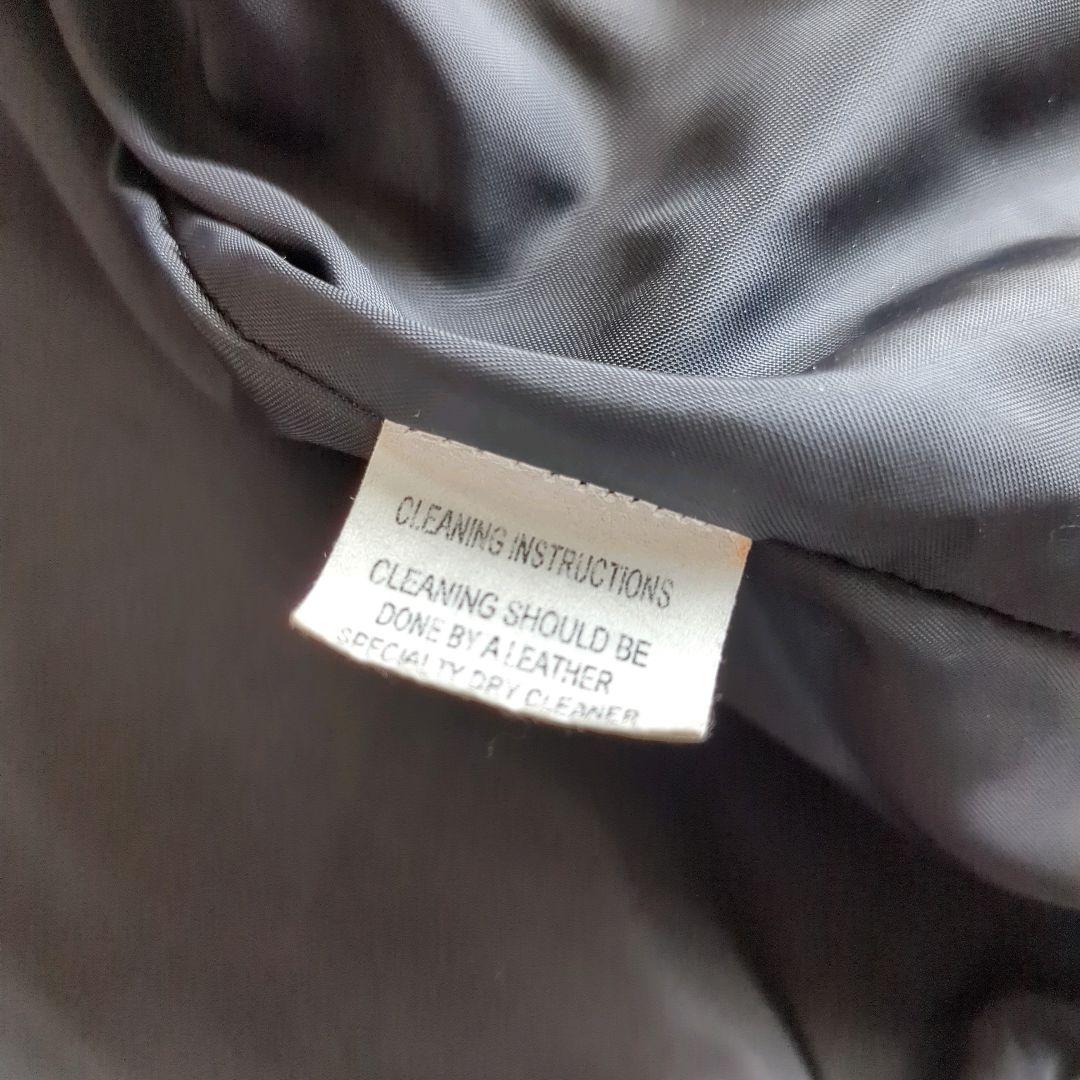 CLEANING INSTRUCTIONS
CLEANING SHOULD BE
DONE BY A LEATHER
SPECIALTY DRY CLEANER